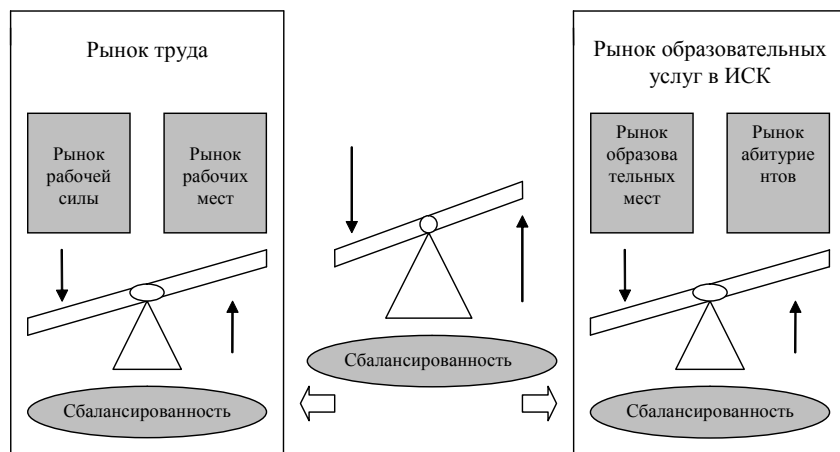 Рынок труда
Рынок
рабочей
силы
Рынок
рабочих
мест
Сбалансированность
Сбалансированность
Рынок образовательных
услуг в ИСК
Рынок
образова
тельных
мест
Рынок
абитурие
нтов
Сбалансированность